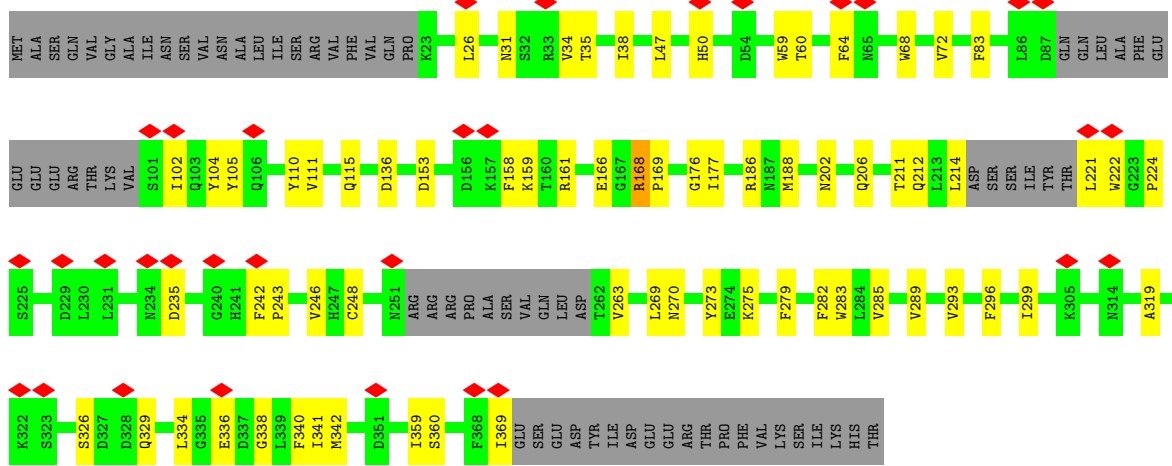 MET ALA SER GLN VAL GLY ALA ILE ASN SER VAL ASN ALA LEU ILE SER ARG VAL PHE VAL GLN PRO K23 L26 N31 S32 R33 V34 T35 I38 L47 H50 D54 W59 T60 F64 N65 W68 V72 F83 L86 D87 GLN GLN LEU ALA PHE GLU
GLU GLU ARG THR LYS VAL S101 I102 Q103 Y104 Y105 Q106 Y110 V111 Q115 D136 D153 D156 K157 F158 K159 T160 R161 E166 G167 R168 P169 G176 I177 R186 N187 M188 N202 Q206 T211 Q212 L213 L214 ASP SER SER ILE TYR THR L221 W222 G223 P224
S225 D229 L230 L231 N234 D235 G240 H241 F242 P243 V246 H247 C248 N251 ARG ARG ARG PRO ALA SER VAL GLN LEU ASP T262 V263 L269 N270 Y273 E274 K275 F279 F282 W283 L284 V285 V289 V293 F296 I299 K305 N314 A319
K322 S323 S326 D327 D328 Q329 L334 G335 E336 D337 G338 L339 F340 I341 M342 D351 I359 S360 F368 I369 GLU SER GLY ASP TYR ILE ASP GLU GLU ARG THR PRO PHE VAL LYS SER ILE LYS HIS THR